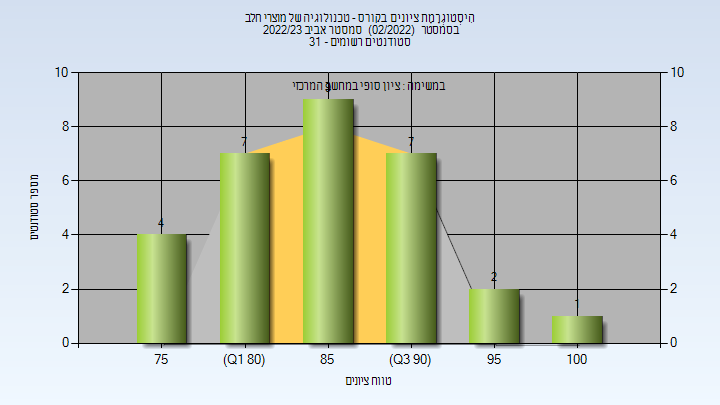 הִיסְטוֹגְרָמַת ציונים בקורס - טכנולוגיה של מוצרי חלב
בסמסטר (02/2022) סמסטר אביב 2022/23
סטודנטים רשומים - 31
במשימה : ציון סופי במחשב המרכזי
10 10
8 8
6 6
4 4
2 2
0 0
4 7 9 7 2 1
מספר סטודנטים
75 (Q1 80) 85 (Q3 90) 95 100
טווח ציונים